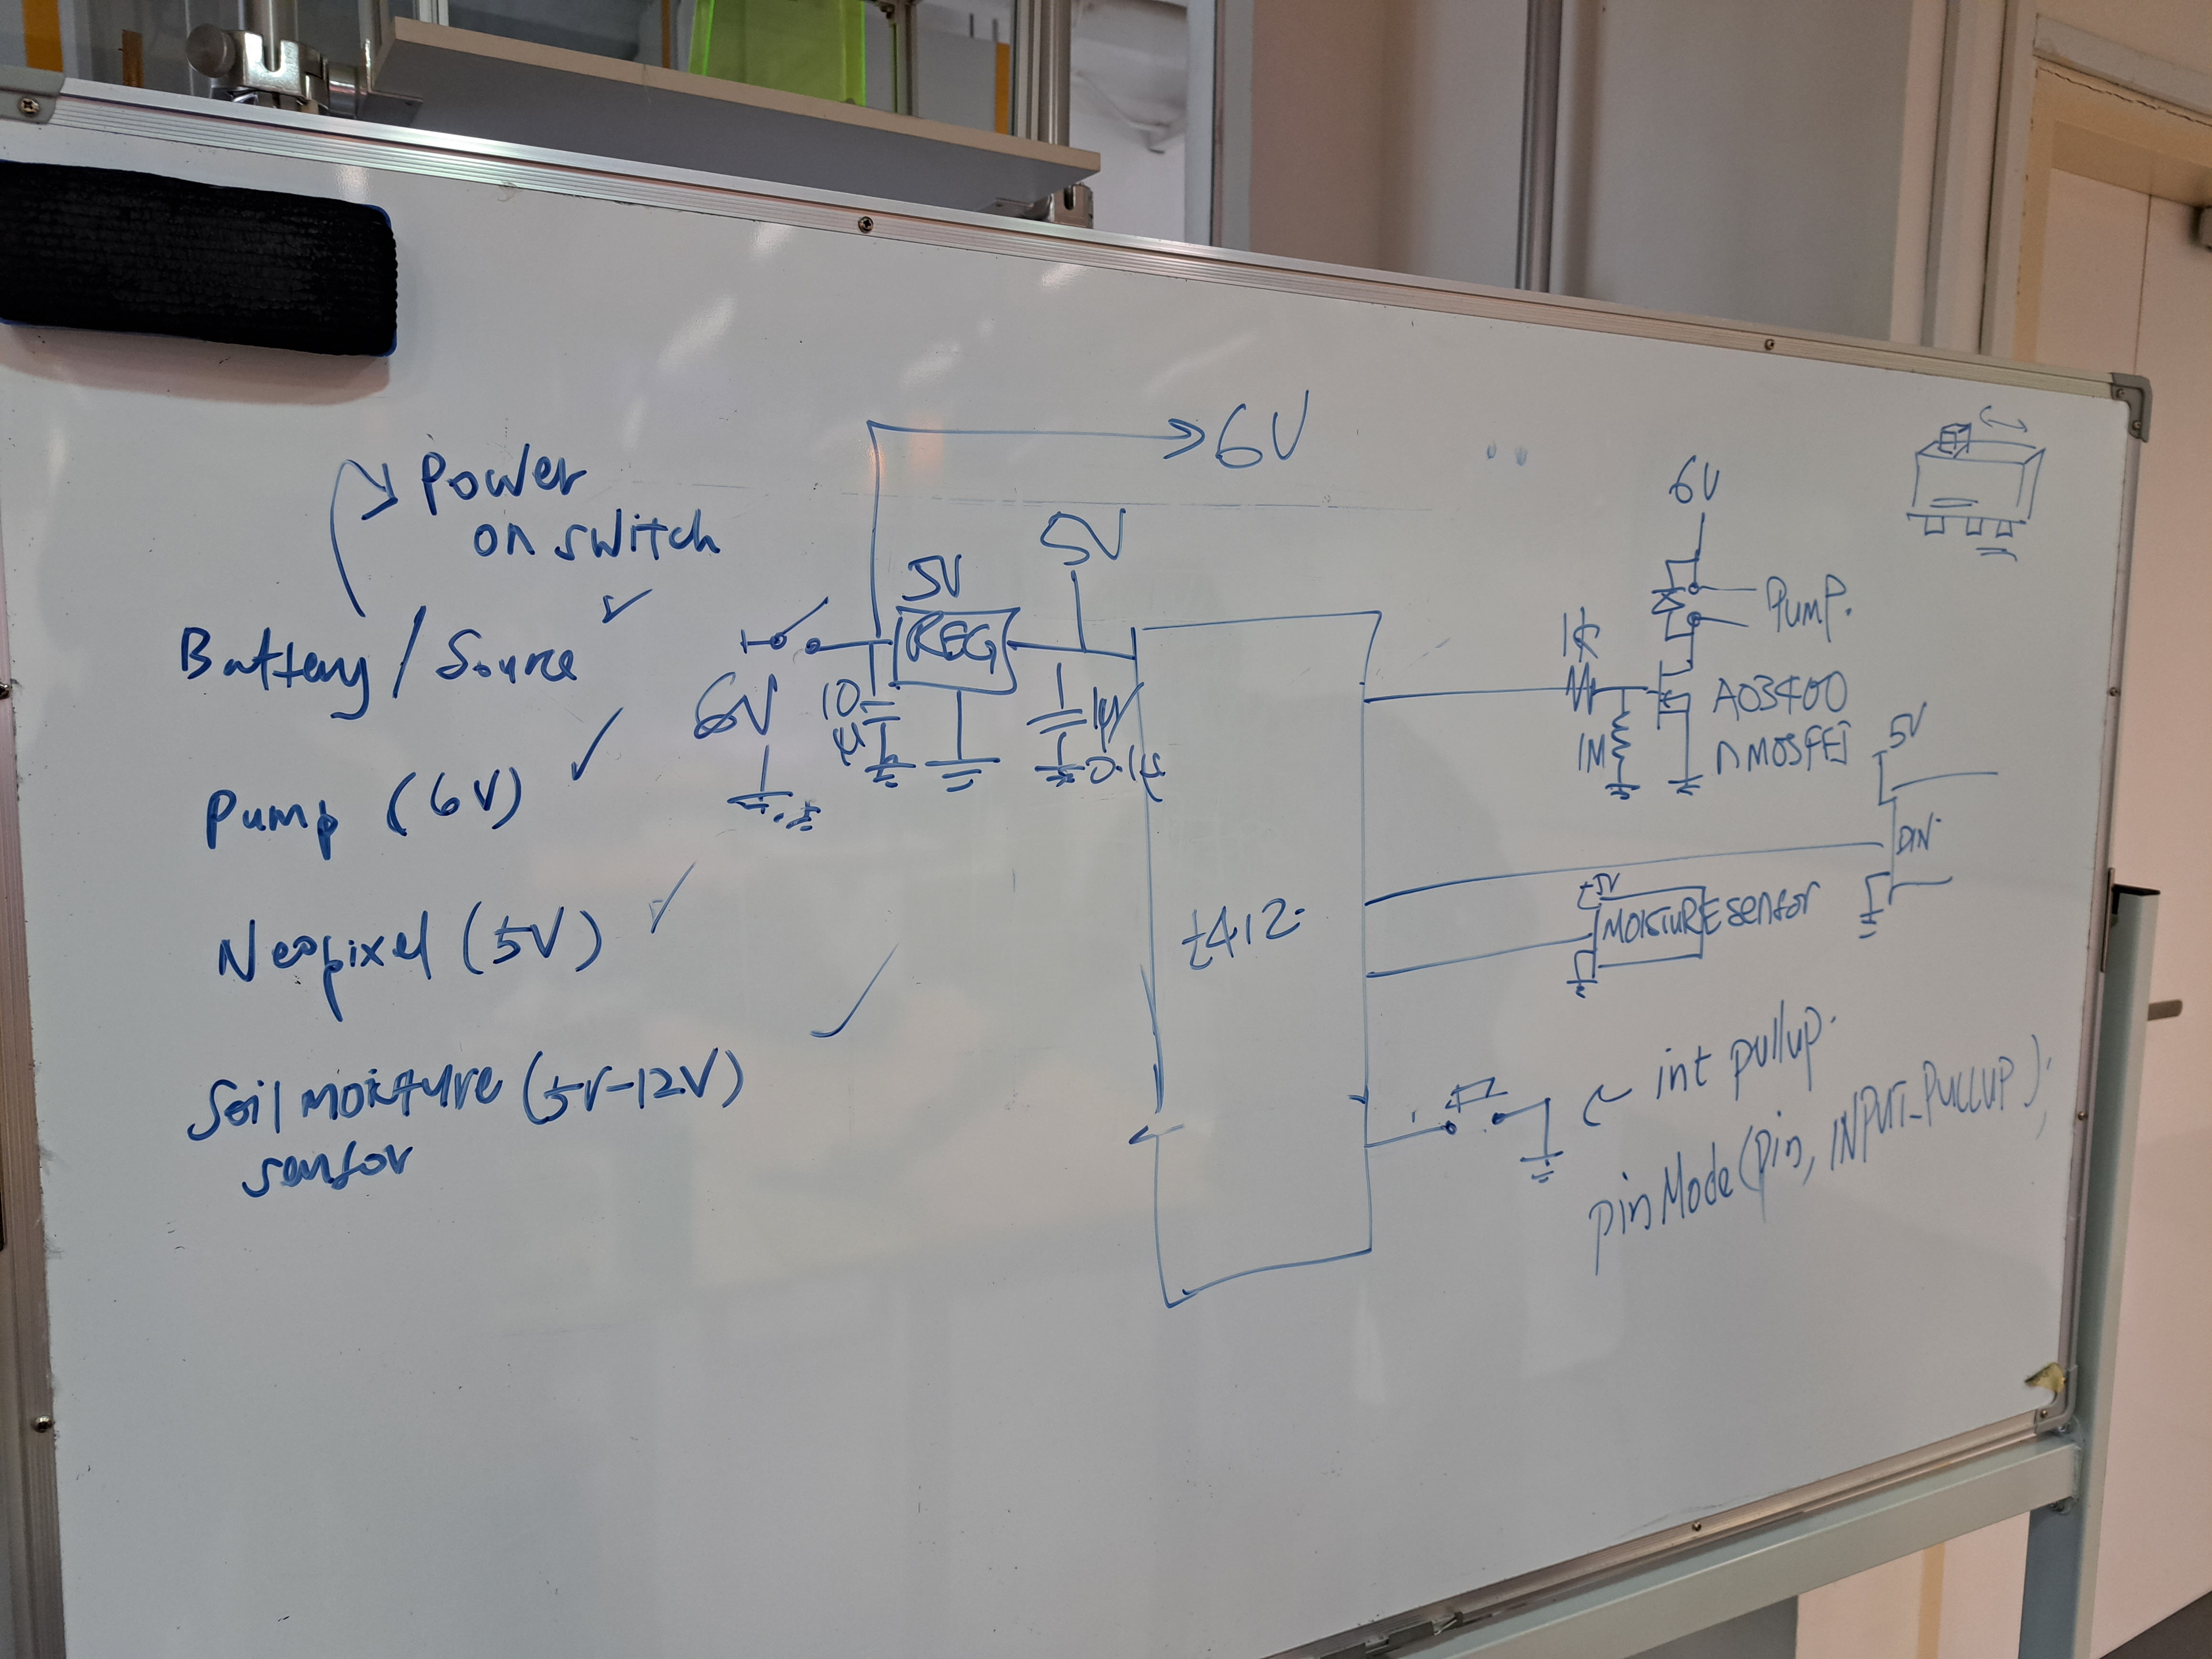 Power
on switch
Battery / Source
Pump (6V)
Neopixel (5V)
Soil moisture (5V-12V)
sensor
6V
5V
5V
REG
6V
10
µ
1µ
0.1µ
t412
6V
Pump.
1K
1M
AO3400
nMOSFET
5V
DIN
5V
MOISTURE sensor
int pullup.
pinMode(pin, INPUT_PULLUP);